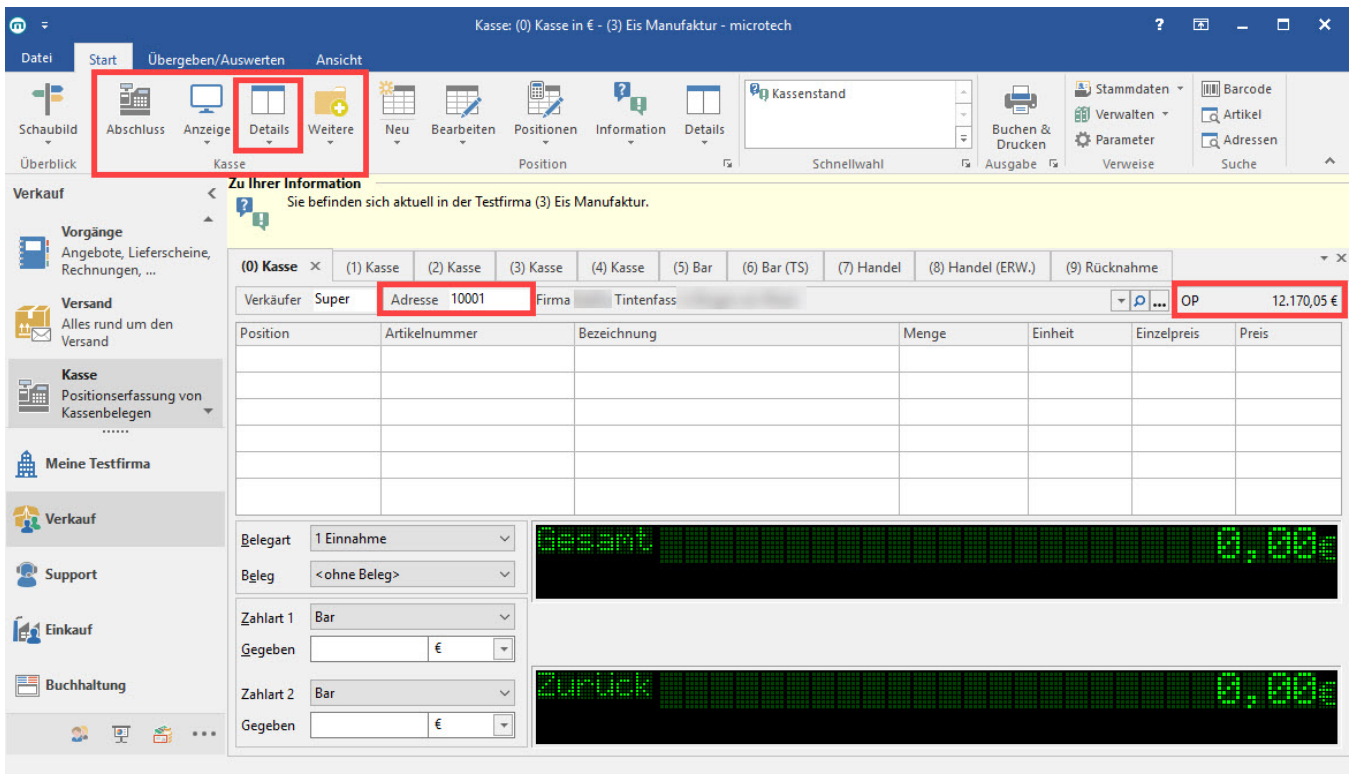 Kasse: (0) Kasse in € - (3) Eis Manufaktur - microtech
Datei Start Übergeben/Auswerten Ansicht
Schaubild Abschluss Anzeige Details Weitere Neu Bearbeiten Positionen Information Details Kassenstand Buchen & Drucken Stammdaten Verwalten Parameter Barcode Artikel Adressen
Überblick Kasse Position Schnellwahl Ausgabe Verweise Suche
Verkauf
Zu Ihrer Information
Sie befinden sich aktuell in der Testfirma (3) Eis Manufaktur.
Vorgänge
Angebote, Lieferscheine,
Rechnungen, ...
Versand
Alles rund um den
Versand
Kasse
Positionserfassung von
Kassenbelegen
Meine Testfirma
Verkauf
Support
Einkauf
Buchhaltung
(0) Kasse (1) Kasse (2) Kasse (3) Kasse (4) Kasse (5) Bar (6) Bar (TS) (7) Handel (8) Handel (ERW.) (9) Rücknahme
Verkäufer Super Adresse 10001 Firma Tintenfass OP 12.170,05 €
Position Artikelnummer Bezeichnung Menge Einheit Einzelpreis Preis
Belegart 1 Einnahme
Beleg <ohne Beleg>
Gesamt 0,00€
Zahlart 1 Bar
Gegeben €
Zahlart 2 Bar
Gegeben €
Zurück 0,00€